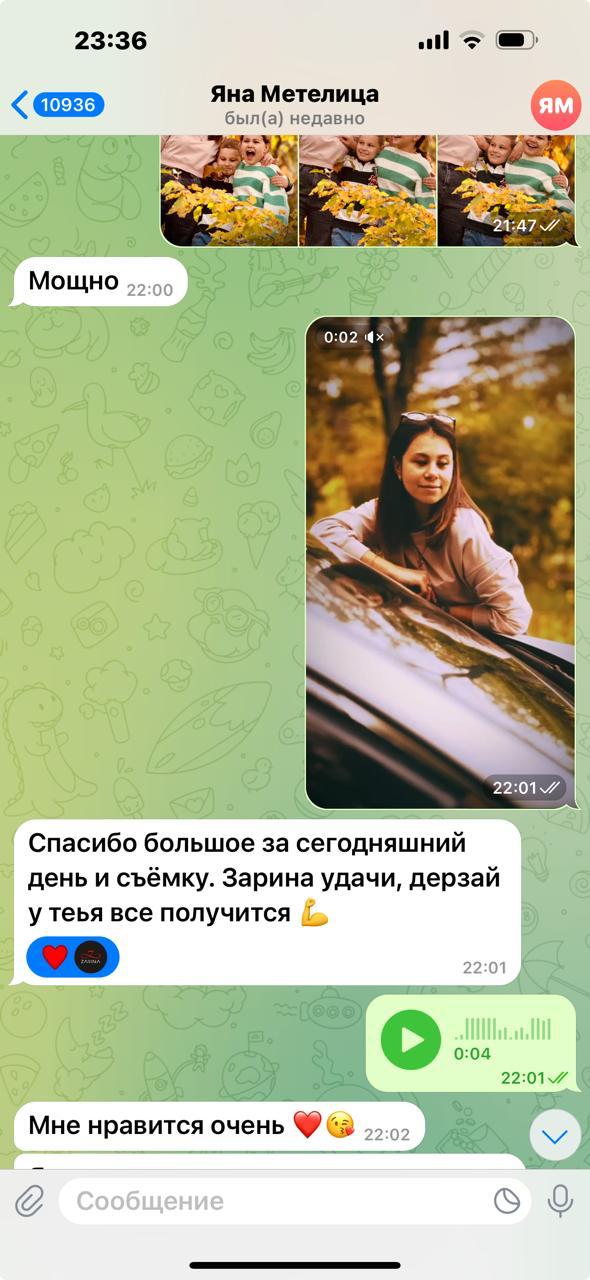 23:36
10936
Яна Метелица
был(а) недавно
ЯМ
21:47
Мощно 22:00
0:02
22:01
Спасибо большое за сегодняшний
день и съёмку. Зарина удачи, дерзай
у теья все получится 💪
❤️ ZARINA
22:01
0:04
22:01
Мне нравится очень ❤️😘 22:02
Сообщение